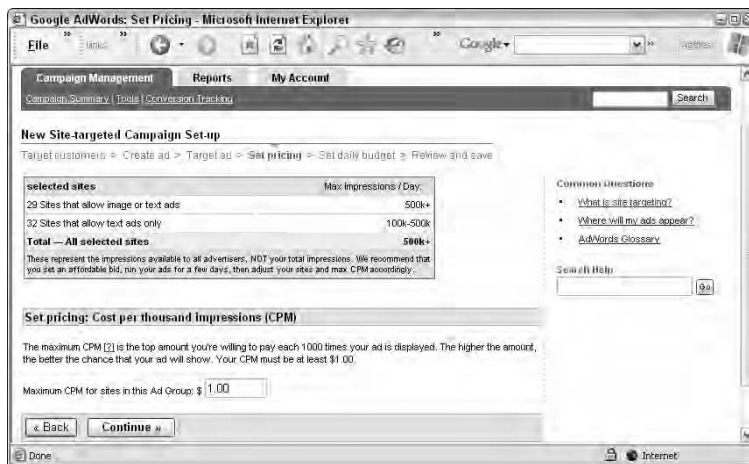 Google AdWords: Set Pricing - Microsoft Internet Explorer
File » Links » Google » Address
Campaign Management Reports My Account
Campaign Summary | Tools | Conversion Tracking Search
New Site-targeted Campaign Set-up
Target customers > Create ad > Target ad > Set pricing > Set daily budget > Review and save
selected sites Max Impressions / Day:
29 Sites that allow image or text ads 500k+
32 Sites that allow text ads only 100k-500k
Total — All selected sites 500k+
These represent the impressions available to all advertisers, NOT your total impressions. We recommend that
you set an affordable bid, run your ads for a few days, then adjust your sites and max CPM accordingly.
Common Questions
• What is site targeting?
• Where will my ads appear?
• AdWords Glossary
Search Help
Go
Set pricing: Cost per thousand impressions (CPM)
The maximum CPM [?] is the top amount you're willing to pay each 1000 times your ad is displayed. The higher the amount,
the better the chance that your ad will show. Your CPM must be at least $1.00.
Maximum CPM for sites in this Ad Group: $ 1.00
« Back Continue »
Done Internet